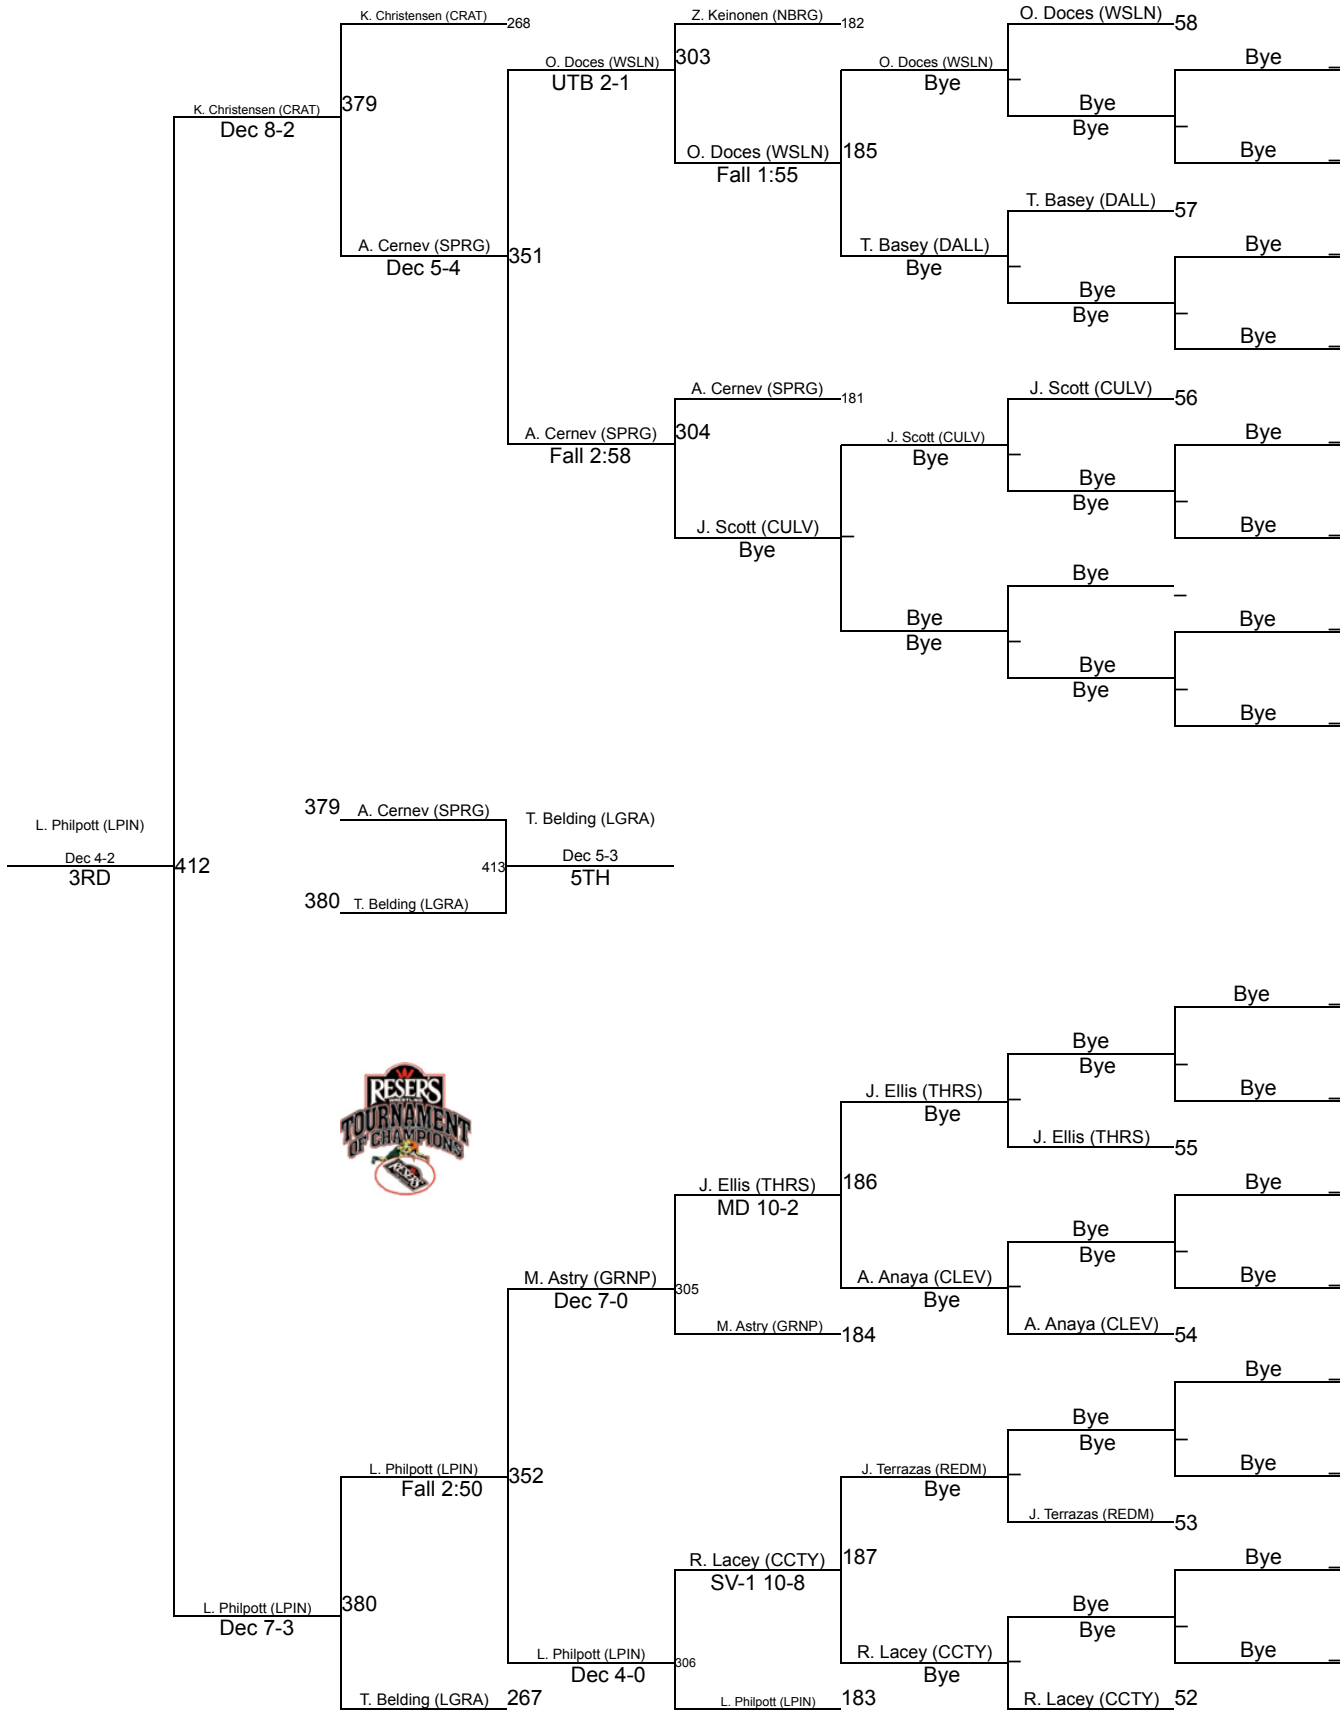 K. Christensen (CRAT)
268
Z. Keinonen (NBRG)
182
O. Doces (WSLN)
58
O. Doces (WSLN)
UTB 2-1
303
O. Doces (WSLN)
Bye
Bye
K. Christensen (CRAT)
Dec 8-2
379
Bye
Bye
O. Doces (WSLN)
Fall 1:55
185
Bye
T. Basey (DALL)
57
A. Cernev (SPRG)
Dec 5-4
351
T. Basey (DALL)
Bye
Bye
Bye
Bye
Bye
A. Cernev (SPRG)
181
J. Scott (CULV)
56
A. Cernev (SPRG)
Fall 2:58
304
J. Scott (CULV)
Bye
Bye
Bye
Bye
J. Scott (CULV)
Bye
Bye
Bye
Bye
Bye
Bye
Bye
Bye
Bye
L. Philpott (LPIN)
Dec 4-2
3RD
412
379
A. Cernev (SPRG)
T. Belding (LGRA)
413
Dec 5-3
5TH
380
T. Belding (LGRA)
Bye
Bye
Bye
RESER'S
WRESTLING
TOURNAMENT
OF CHAMPIONS
RESER'S
J. Ellis (THRS)
Bye
Bye
J. Ellis (THRS)
55
J. Ellis (THRS)
MD 10-2
186
Bye
Bye
Bye
M. Astry (GRNP)
Dec 7-0
305
A. Anaya (CLEV)
Bye
Bye
M. Astry (GRNP)
184
A. Anaya (CLEV)
54
Bye
Bye
Bye
L. Philpott (LPIN)
Fall 2:50
352
J. Terrazas (REDM)
Bye
Bye
J. Terrazas (REDM)
53
R. Lacey (CCTY)
SV-1 10-8
187
Bye
L. Philpott (LPIN)
Dec 7-3
380
Bye
Bye
L. Philpott (LPIN)
Dec 4-0
306
R. Lacey (CCTY)
Bye
Bye
T. Belding (LGRA)
267
L. Philpott (LPIN)
183
R. Lacey (CCTY)
52